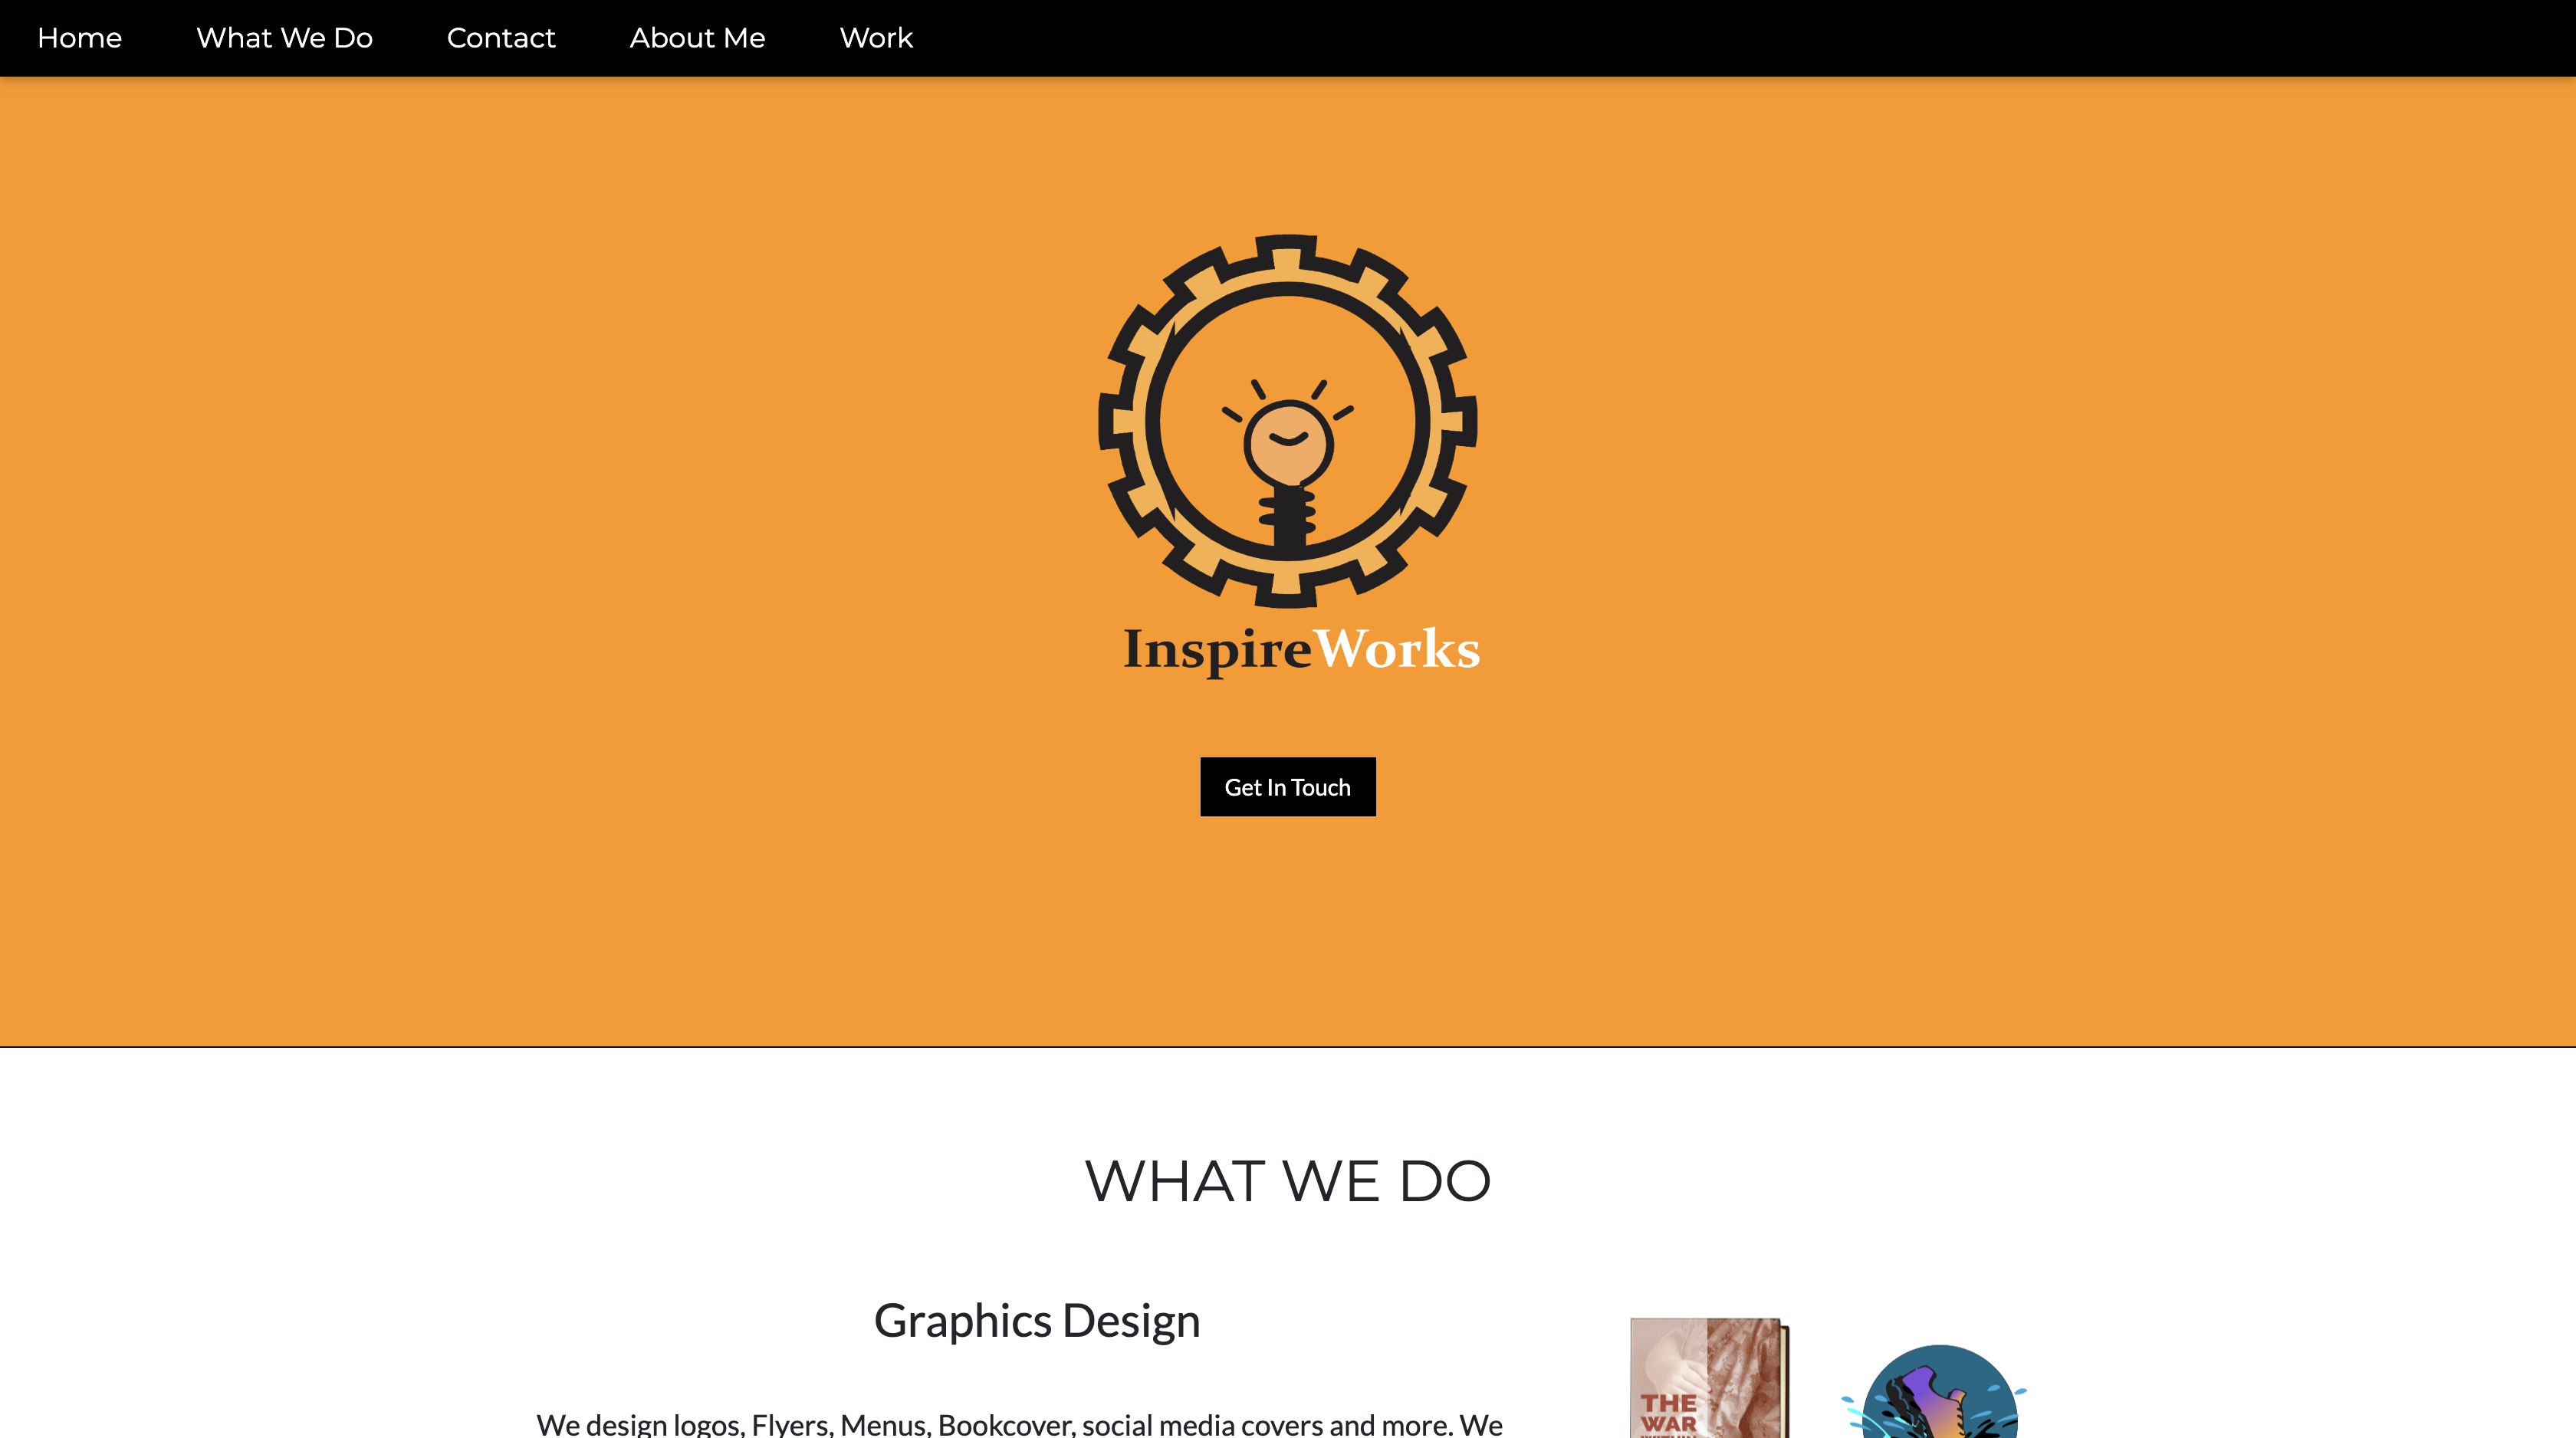 Home What We Do Contact About Me Work
InspireWorks
Get In Touch
WHAT WE DO
Graphics Design
We design logos, Flyers, Menus, Bookcover, social media covers and more. We
THE
WAR